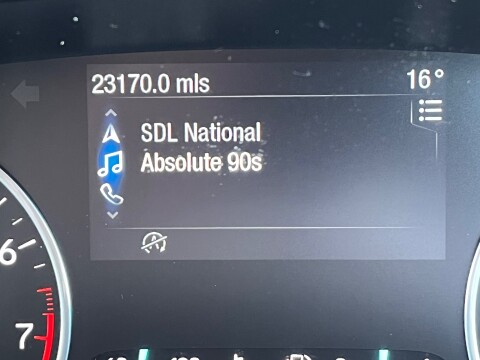 23170.0 mls 16°
SDL National
Absolute 90s
6
7